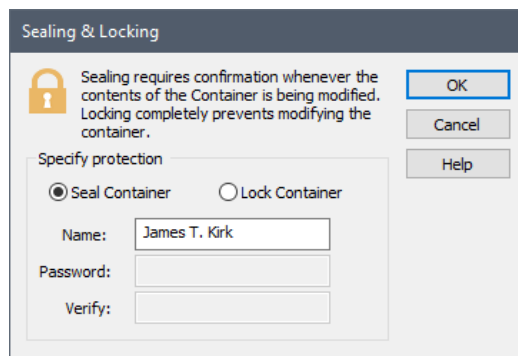 Sealing & Locking
Sealing requires confirmation whenever the
contents of the Container is being modified.
Locking completely prevents modifying the
container.
OK
Cancel
Help
Specify protection
Seal Container
Lock Container
Name:
James T. Kirk
Password:
Verify: